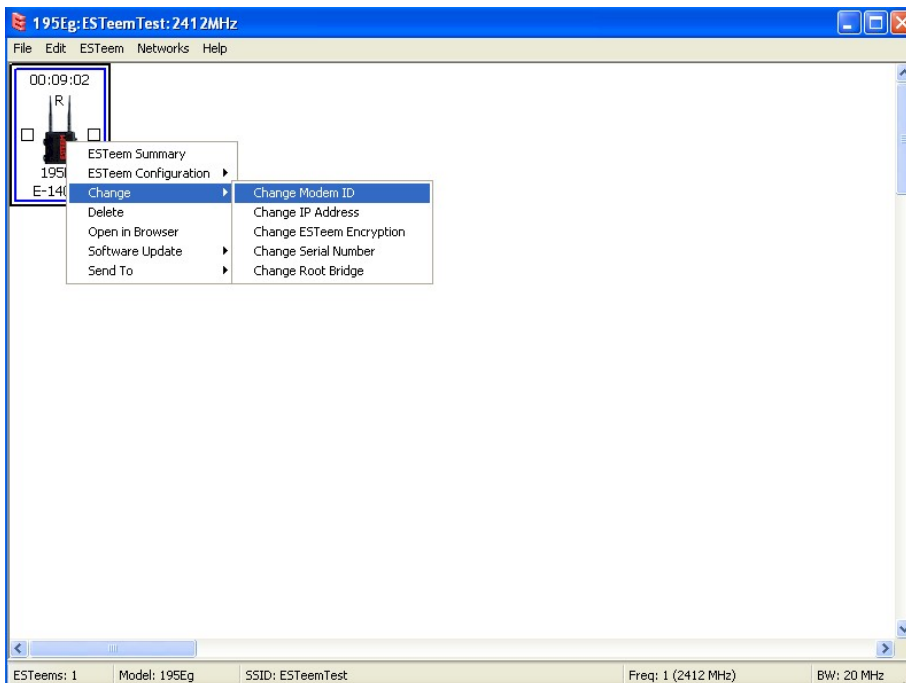 195Eg:ESTeemTest:2412MHz
File Edit ESTeem Networks Help
00:09:02
R
195
E-140
ESTeem Summary
ESTeem Configuration
Change
Delete
Open in Browser
Software Update
Send To
Change Modem ID
Change IP Address
Change ESTeem Encryption
Change Serial Number
Change Root Bridge
ESTeems: 1 Model: 195Eg SSID: ESTeemTest Freq: 1 (2412 MHz) BW: 20 MHz